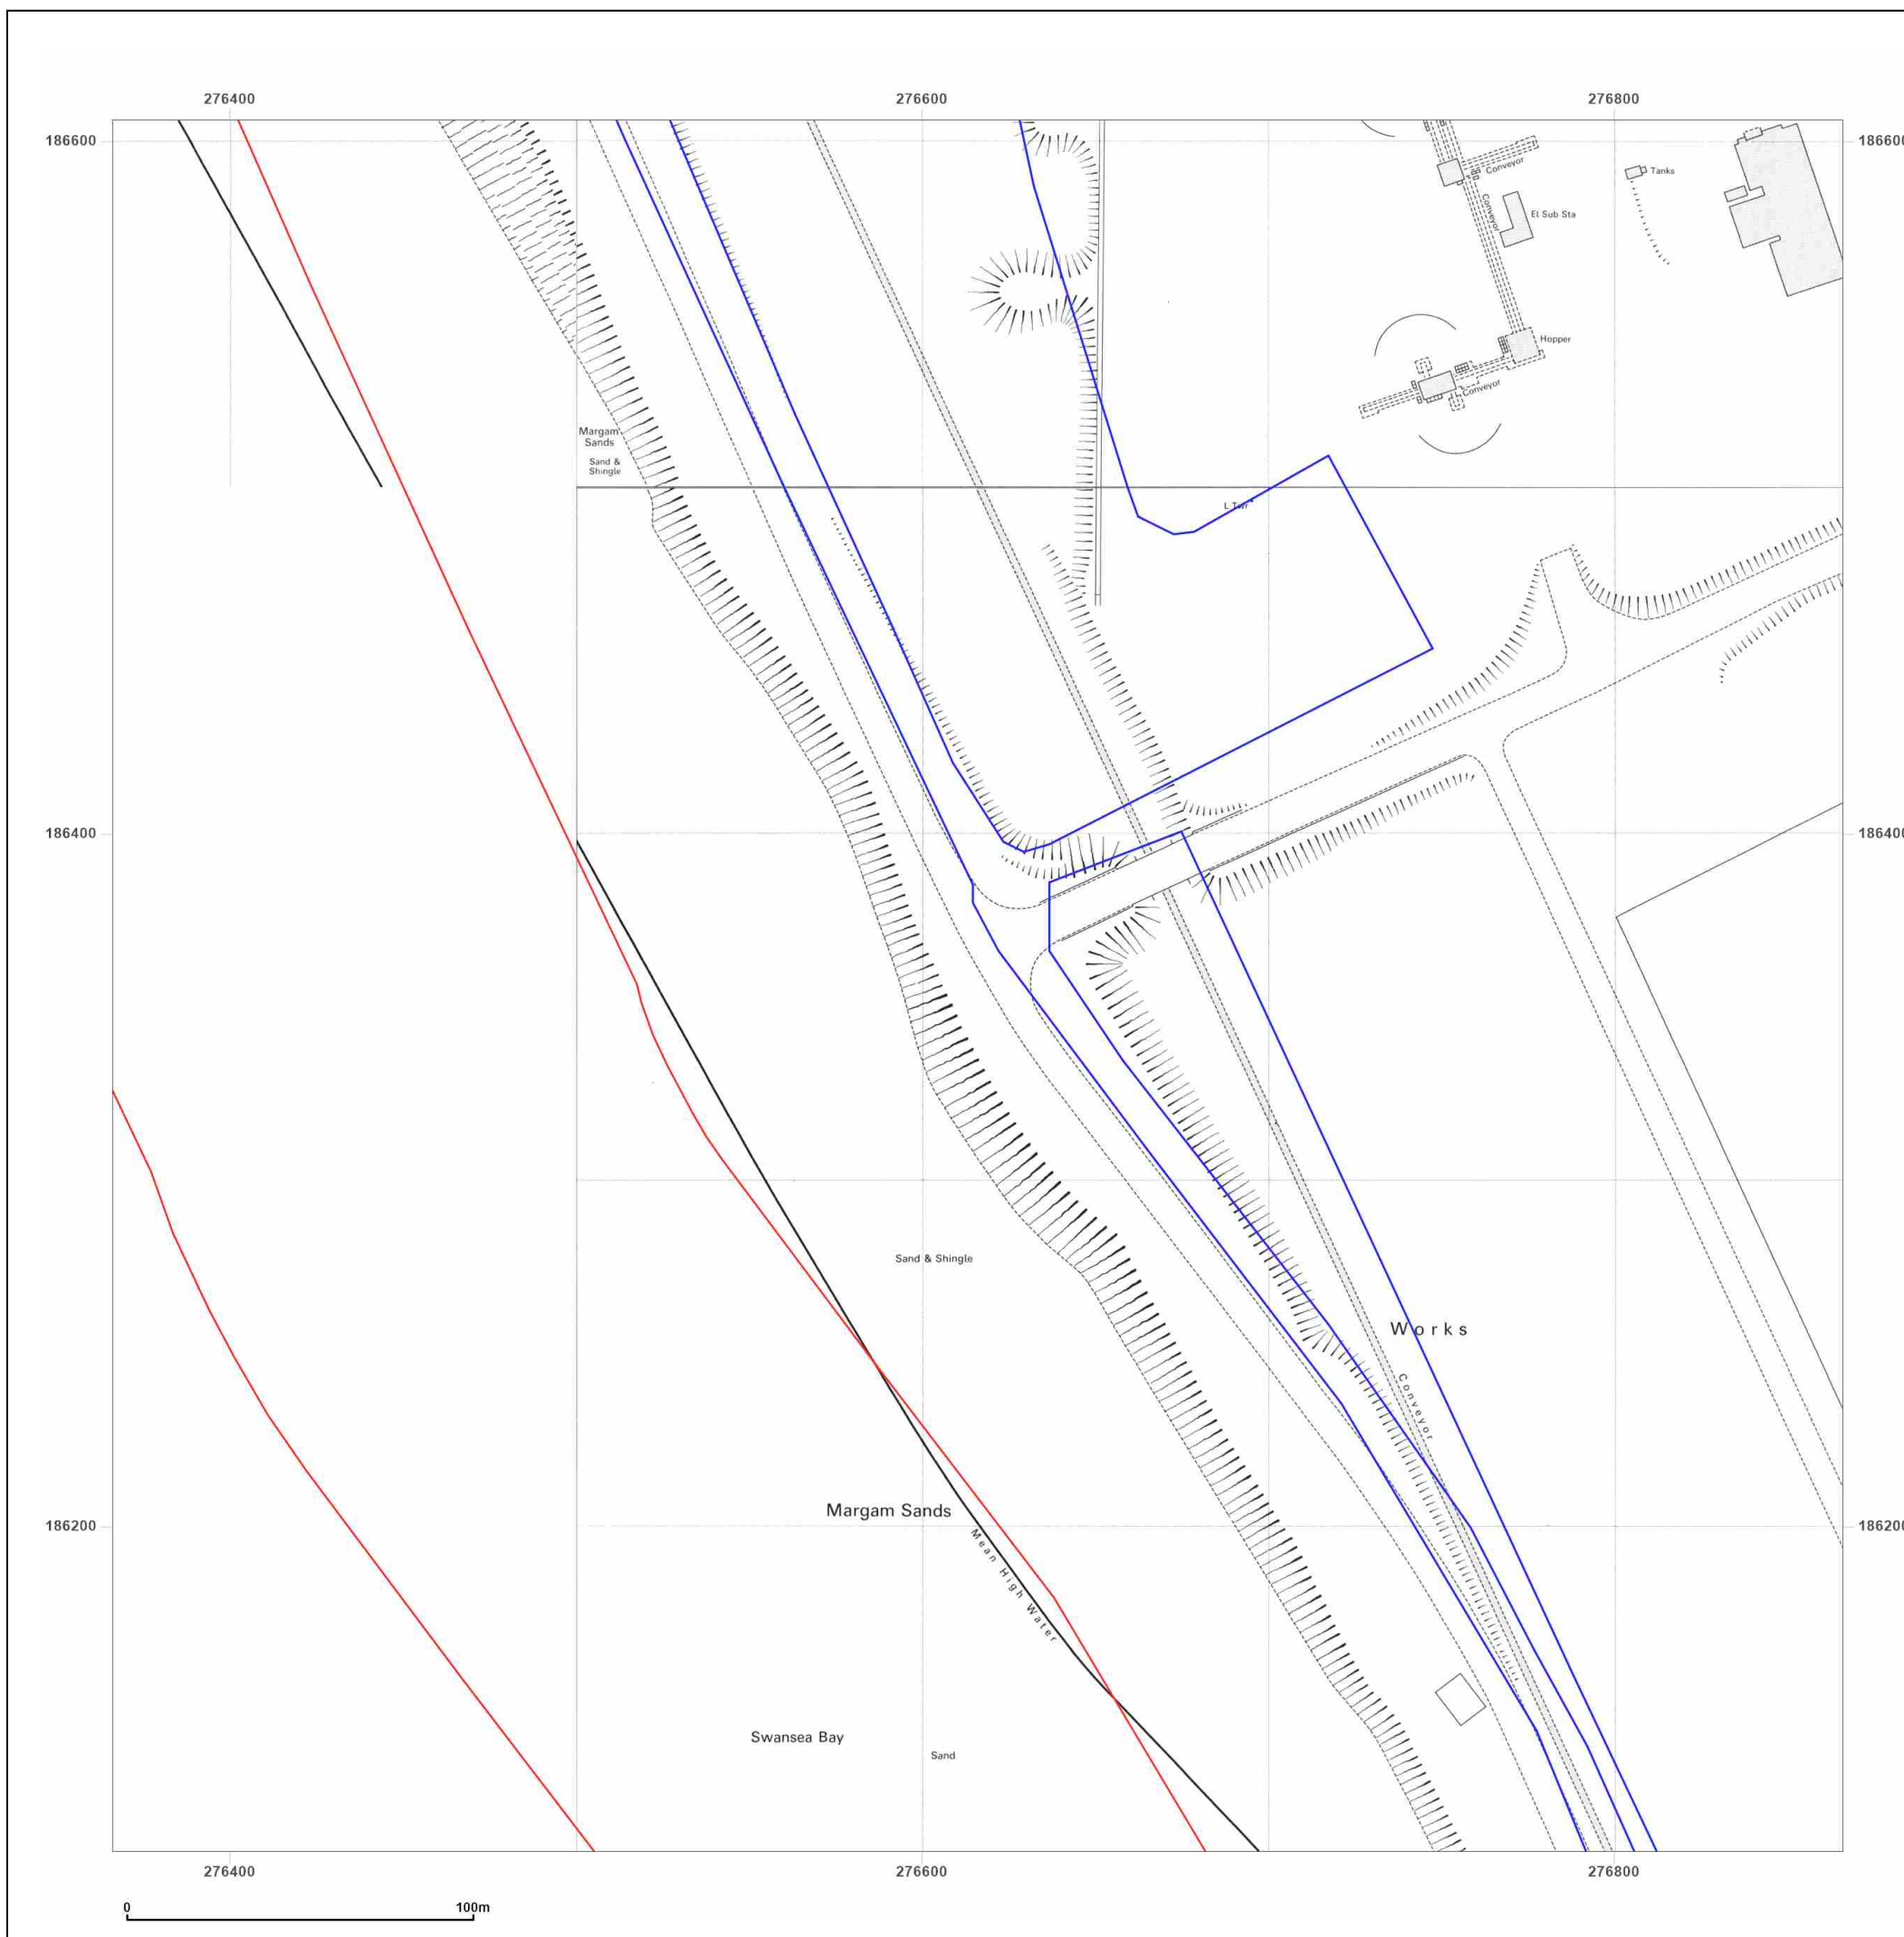 276400
276600
276800
186600
186600
Conveyor
Tanks
Conveyor
El Sub Sta
Hopper
Conveyor
Margam
Sands
Sand &
Shingle
L Twr
186400
186400
Sand & Shingle
Works
Conveyor
Margam Sands
186200
186200
Mean High Water
Swansea Bay
Sand
276400
276600
276800
0
100m